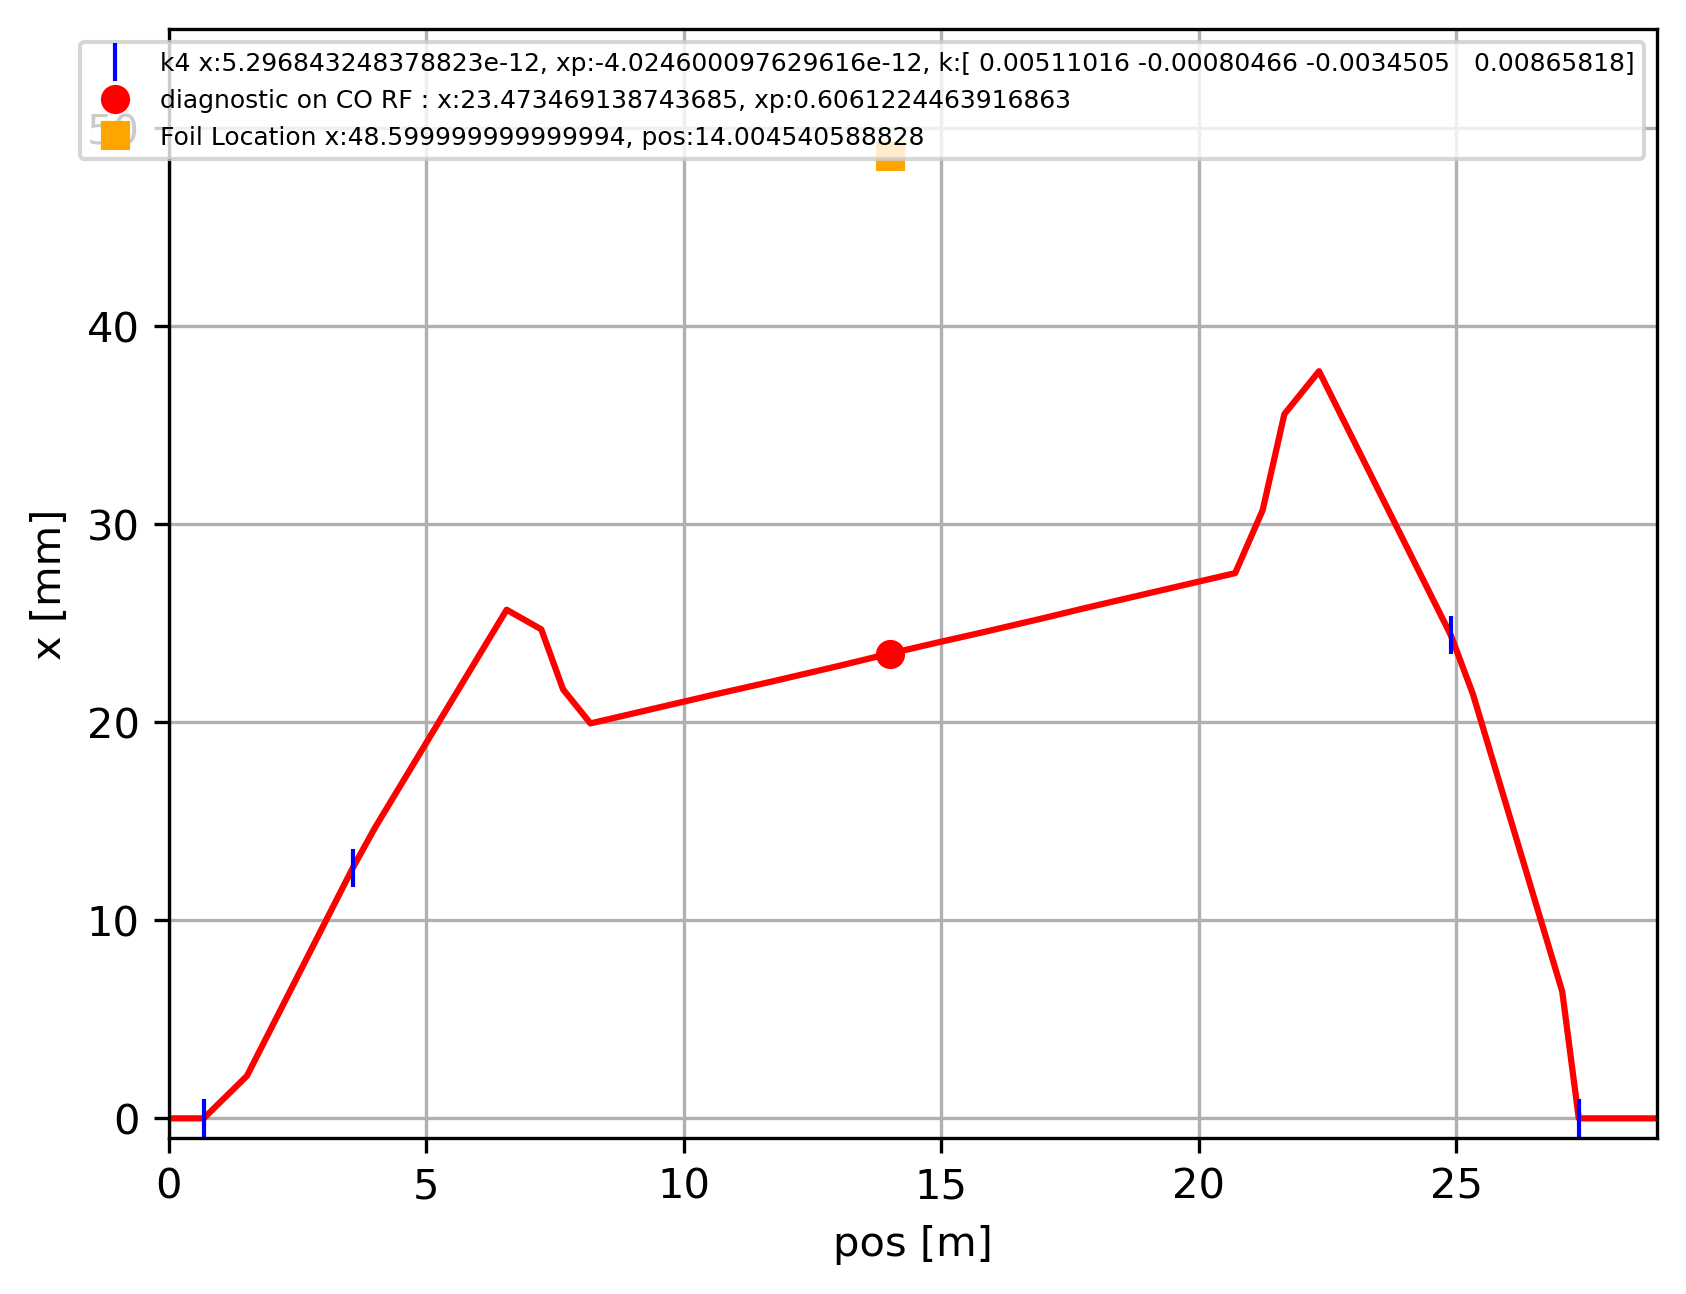 k4 x:5.296843248378823e-12, xp:-4.024600097629616e-12, k:[ 0.00511016 -0.00080466 -0.0034505   0.00865818]
diagnostic on CO RF : x:23.473469138743685, xp:0.6061224463916863
Foil Location x:48.599999999999994, pos:14.004540588828
50
40
30
20
10
0
x [mm]
0 5 10 15 20 25
pos [m]